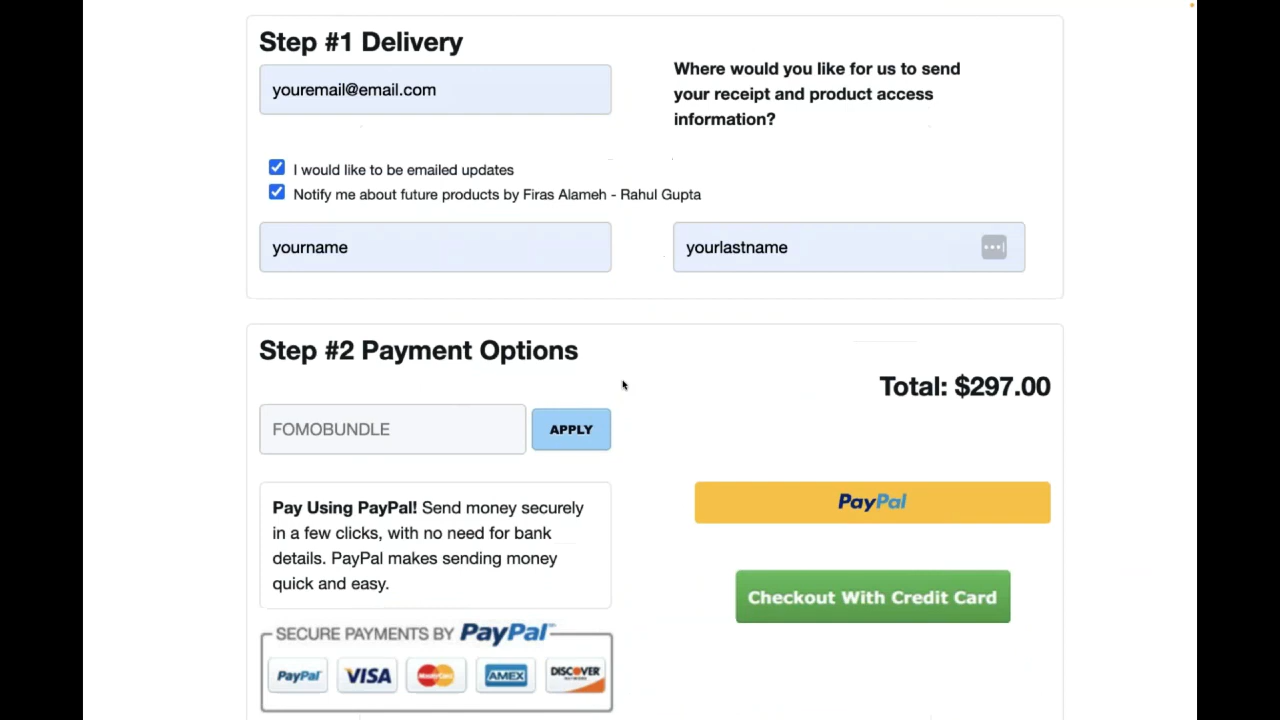 Step #1 Delivery
youremail@email.com
Where would you like for us to send
your receipt and product access
information?
I would like to be emailed updates
Notify me about future products by Firas Alameh - Rahul Gupta
yourname
yourlastname
Step #2 Payment Options
Total: $297.00
FOMOBUNDLE
APPLY
Pay Using PayPal! Send money securely
in a few clicks, with no need for bank
details. PayPal makes sending money
quick and easy.
PayPal
Checkout With Credit Card
SECURE PAYMENTS BY PayPal™
PayPal VISA MasterCard AMEX DISCOVER NETWORK